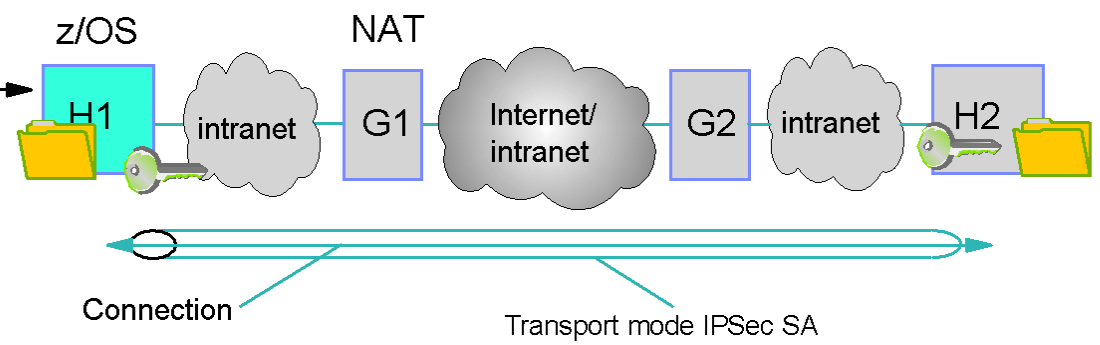 z/OS
NAT
H1
intranet
G1
Internet/
intranet
G2
intranet
H2
Connection
Transport mode IPSec SA